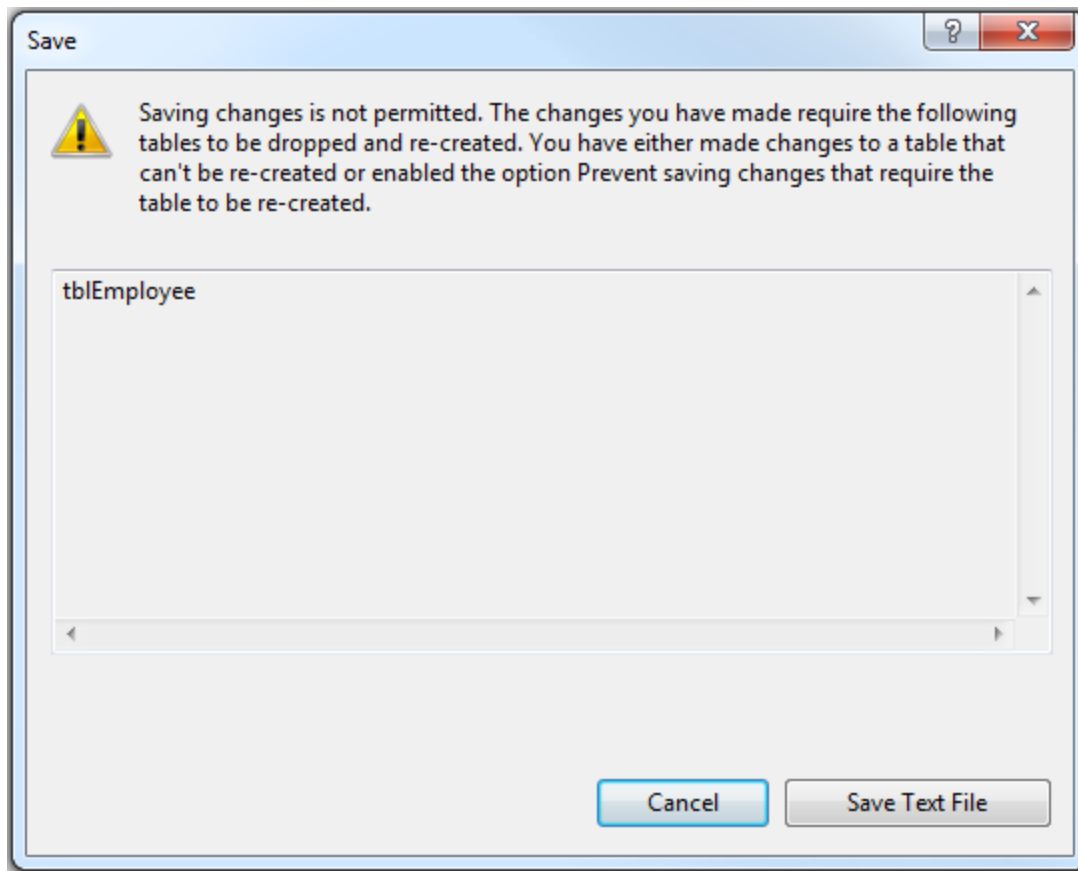 Save
Saving changes is not permitted. The changes you have made require the following
tables to be dropped and re-created. You have either made changes to a table that
can't be re-created or enabled the option Prevent saving changes that require the
table to be re-created.
tblEmployee
Cancel
Save Text File